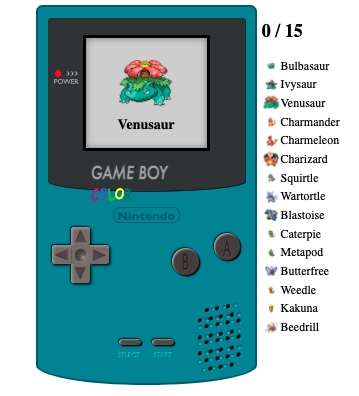 0 / 15
POWER
Venusaur
GAME BOY
COLOR
Nintendo
B
A
SELECT
START
Bulbasaur
Ivysaur
Venusaur
Charmander
Charmeleon
Charizard
Squirtle
Wartortle
Blastoise
Caterpie
Metapod
Butterfree
Weedle
Kakuna
Beedrill